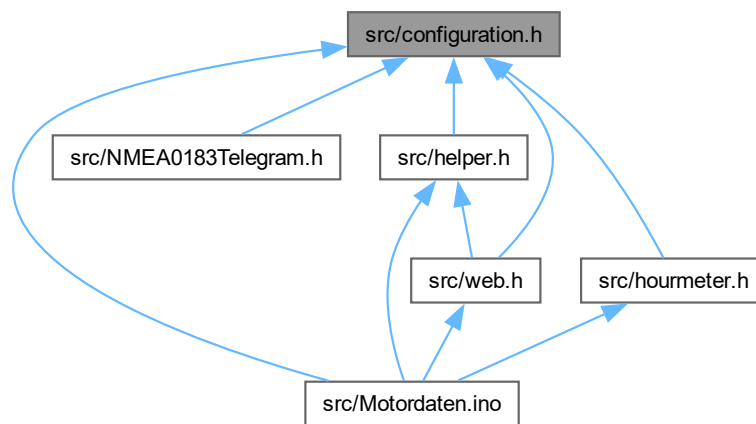 src/configuration.h
src/NMEA0183Telegram.h
src/helper.h
src/web.h
src/hourmeter.h
src/Motordaten.ino